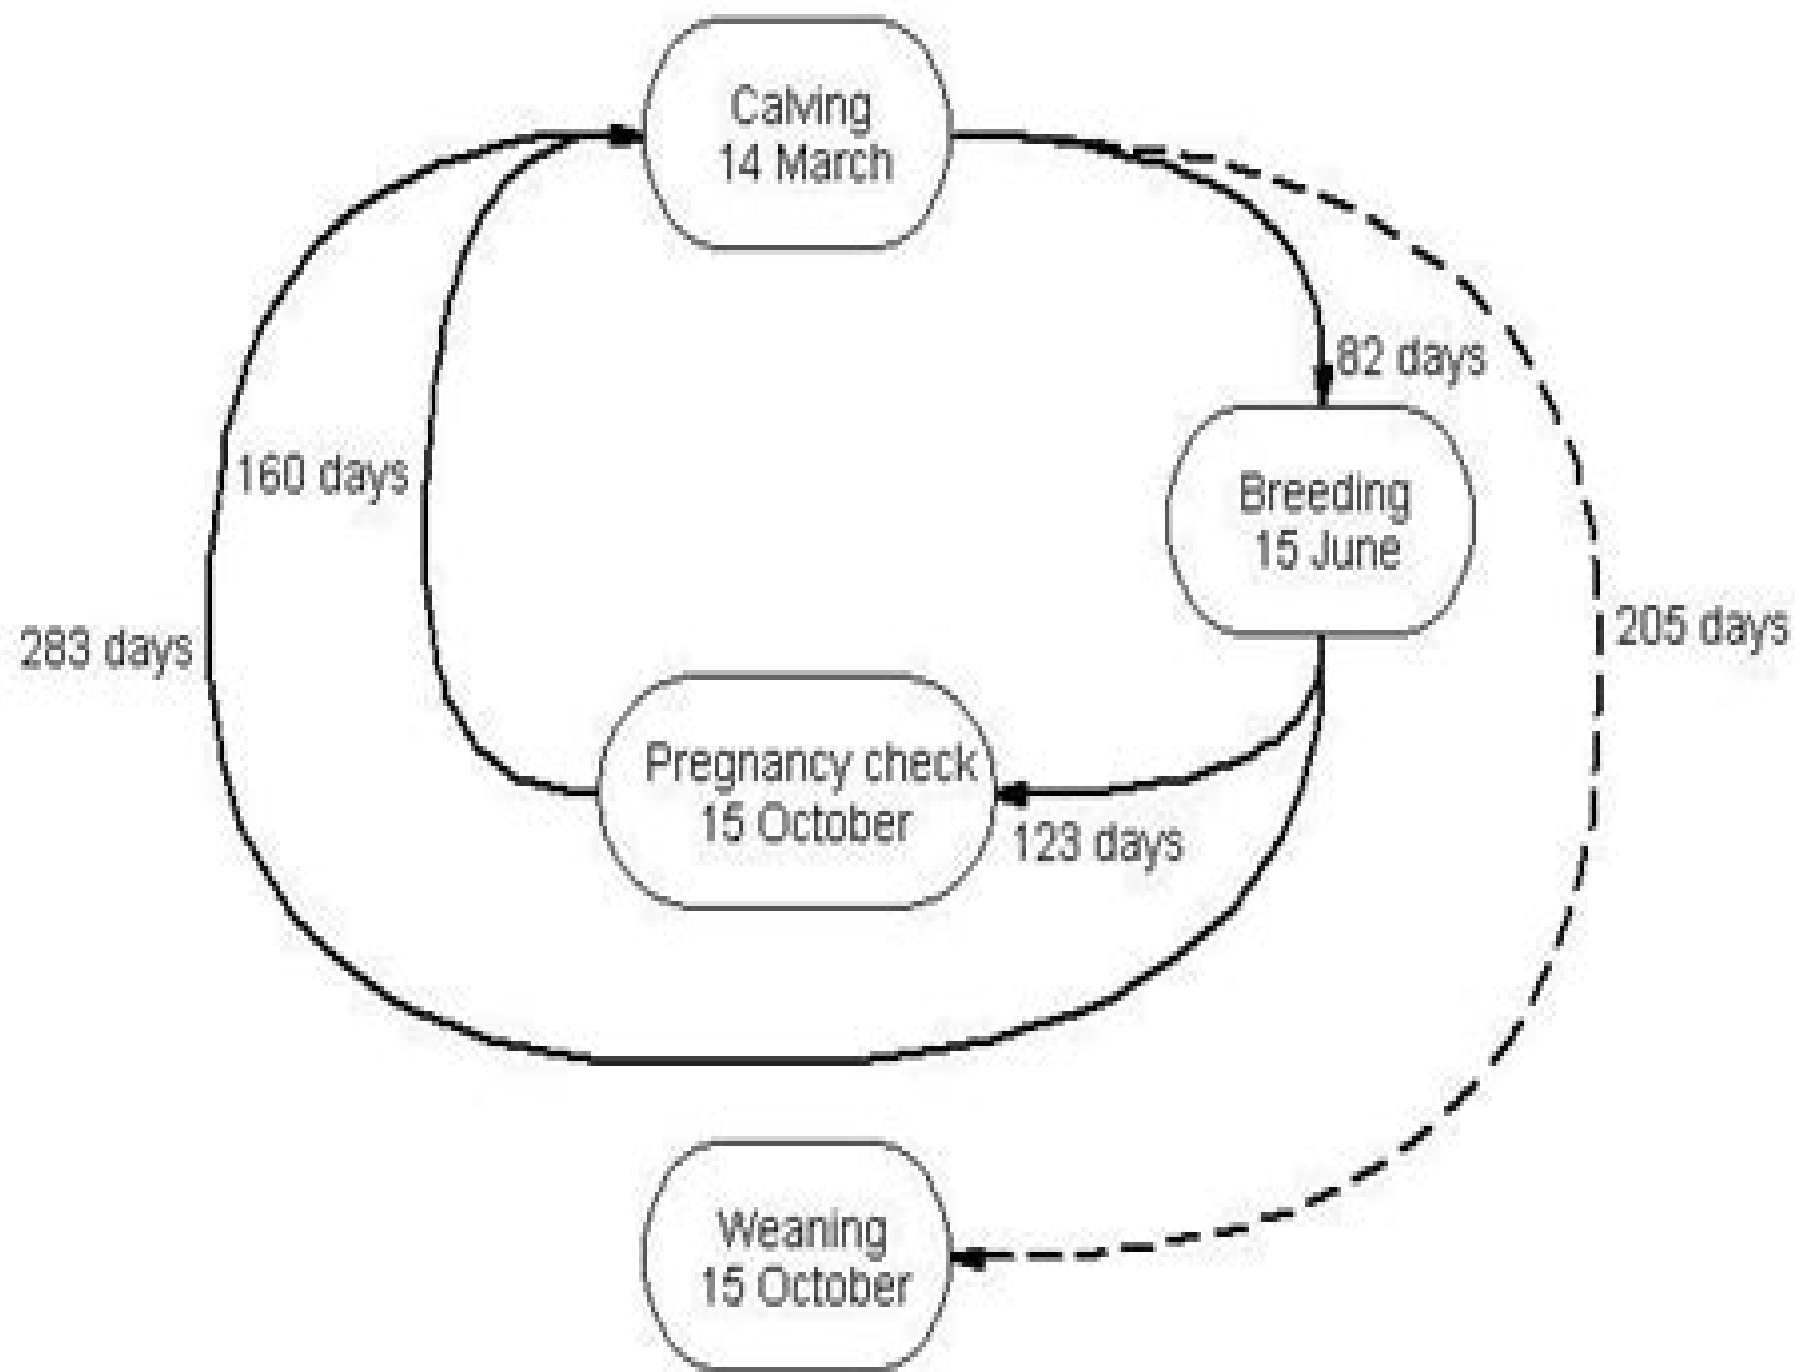 Calving
14 March
82 days
160 days
Breeding
15 June
283 days
205 days
Pregnancy check
15 October
123 days
Weaning
15 October